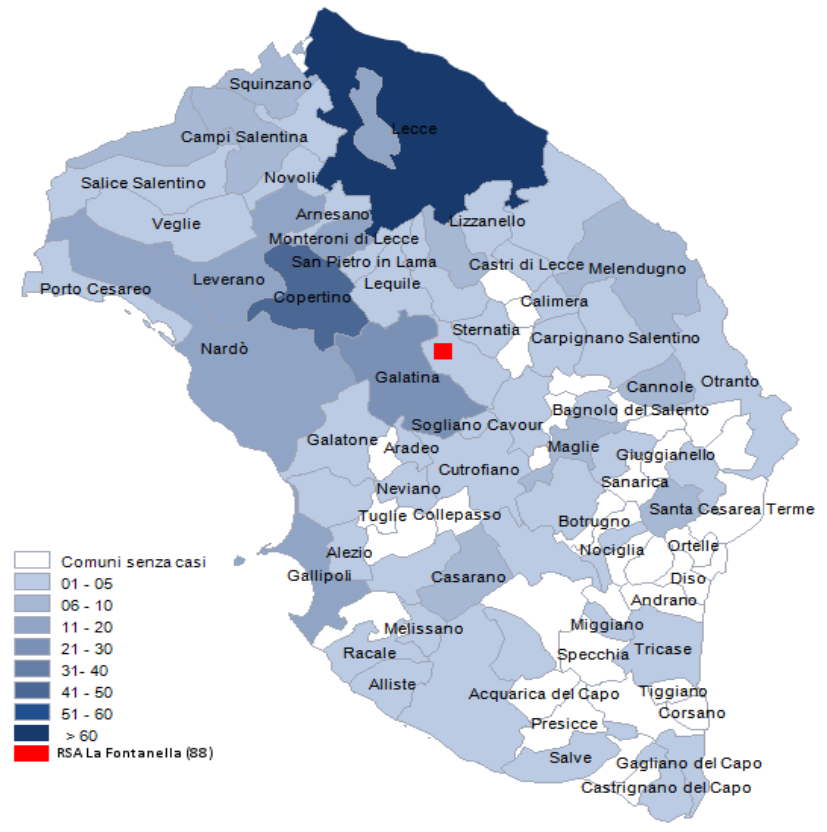 Squinzano
Lecce
Campi Salentina
Novoli
Salice Salentino
Arnesano
Veglie
Lizzanello
Monteroni di Lecce
San Pietro in Lama
Castri di Lecce
Melendugno
Leverano
Lequile
Porto Cesareo
Copertino
Calimera
Sternatia
Carpignano Salentino
Nardò
Galatina
Cannole
Otranto
Bagnolo del Salento
Sogliano Cavour
Galatone
Aradeo
Maglie
Giuggianello
Cutrofiano
Sanarica
Neviano
Santa Cesarea Terme
Tuglie
Collepasso
Botrugno
Ortelle
Nociglia
Alezio
Comuni senza casi
Gallipoli
Casarano
Diso
01 - 05
Andrano
06 - 10
11 - 20
Miggiano
Melissano
21 - 30
Racale
Specchia
Tricase
31- 40
Alliste
Acquarica del Capo
Tiggiano
41 - 50
Corsano
51 - 60
Presicce
> 60
RSA La Fontanella (88)
Salve
Gagliano del Capo
Castrignano del Capo